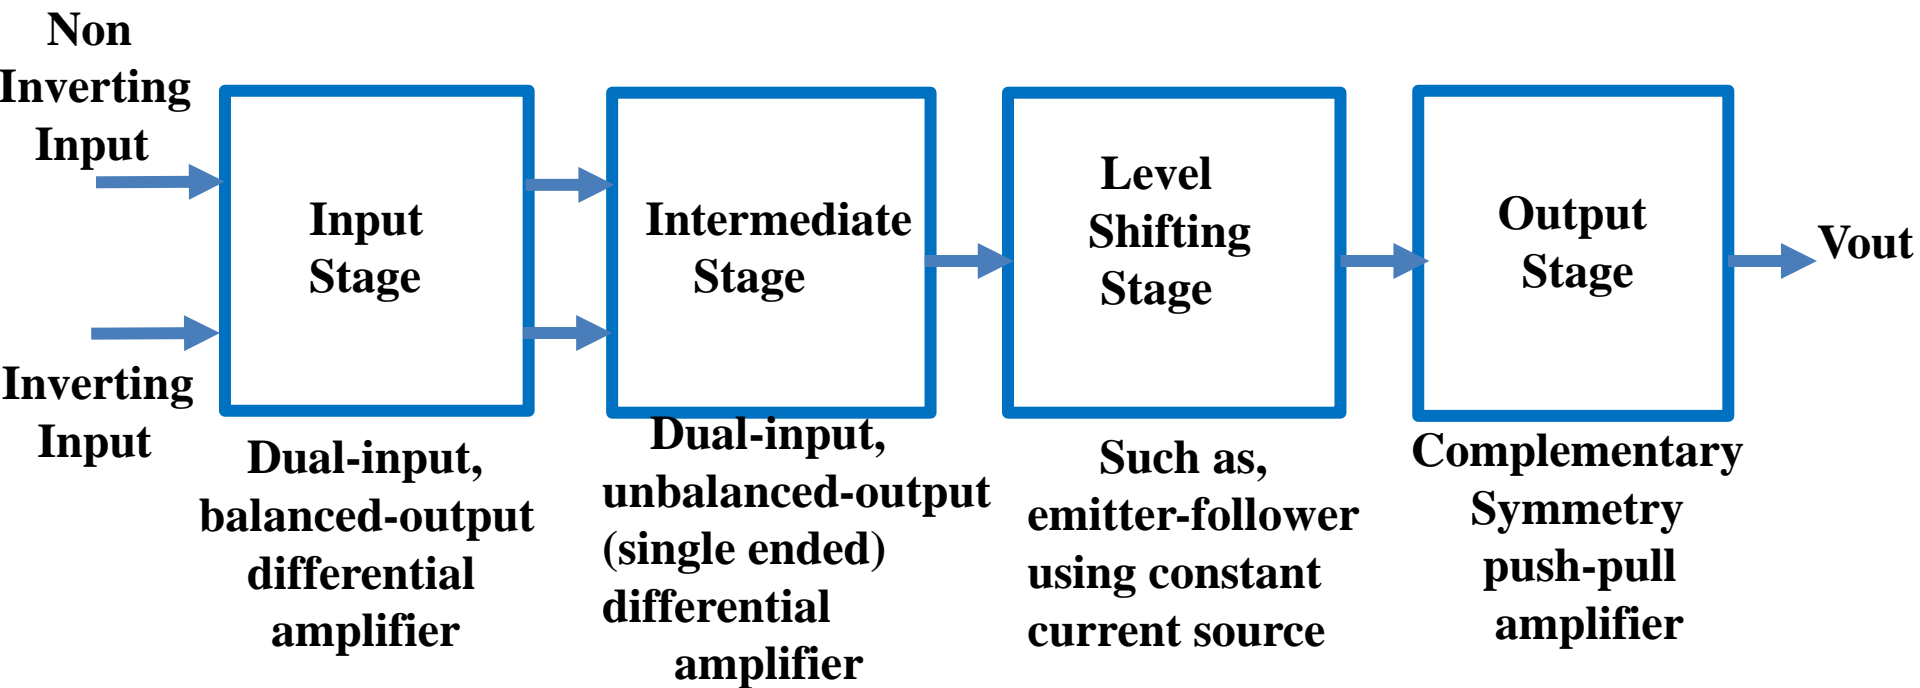 Non
Inverting
Input
Inverting
Input
Input
Stage
Dual-input,
balanced-output
differential
amplifier
Intermediate
Stage
Dual-input,
unbalanced-output
(single ended)
differential
amplifier
Level
Shifting
Stage
Such as,
emitter-follower
using constant
current source
Output
Stage
Complementary
Symmetry
push-pull
amplifier
Vout